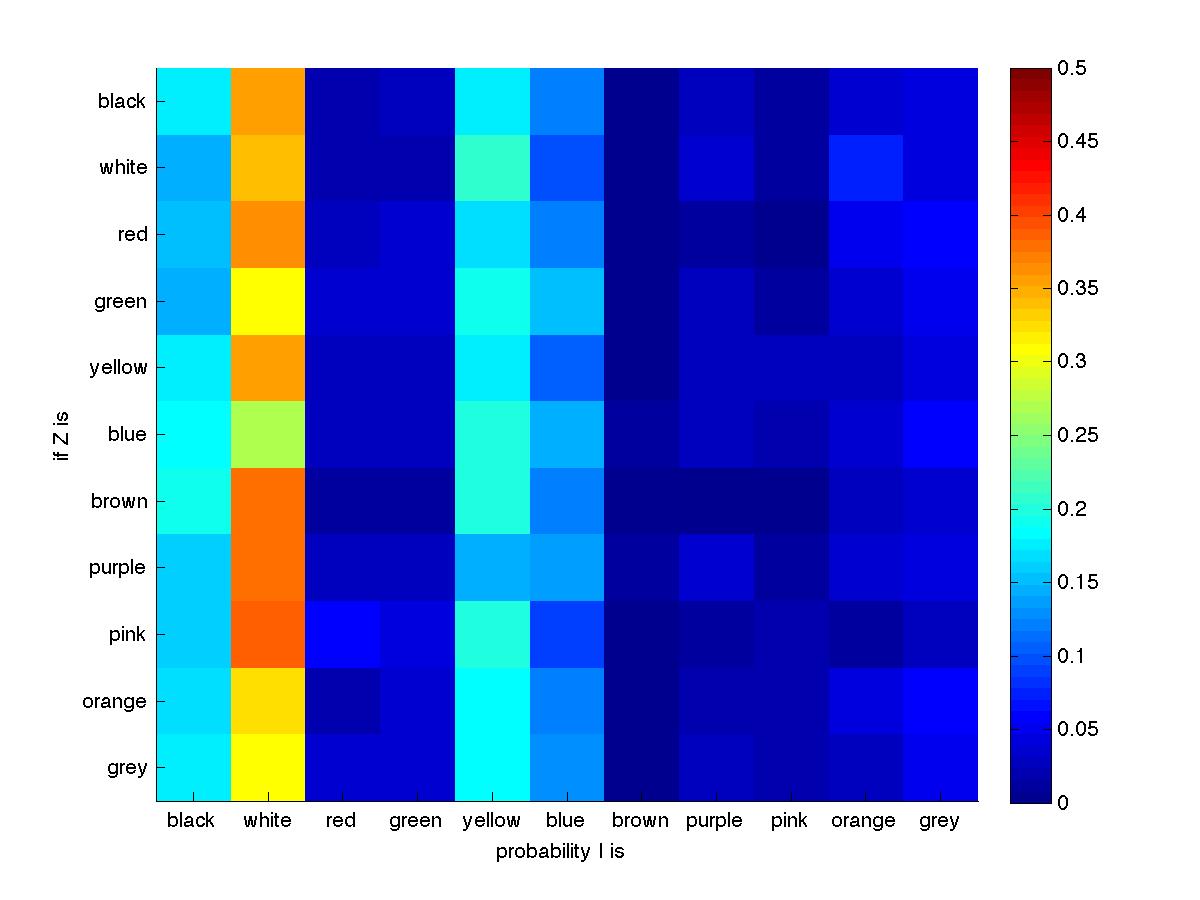 0.5
black
0.45
white
0.4
red
0.35
green
0.3
yellow
0.25
if Z is
blue
0.2
brown
0.15
purple
0.1
pink
0.05
orange
grey
0
black white red green yellow blue brown purple pink orange grey
probability I is